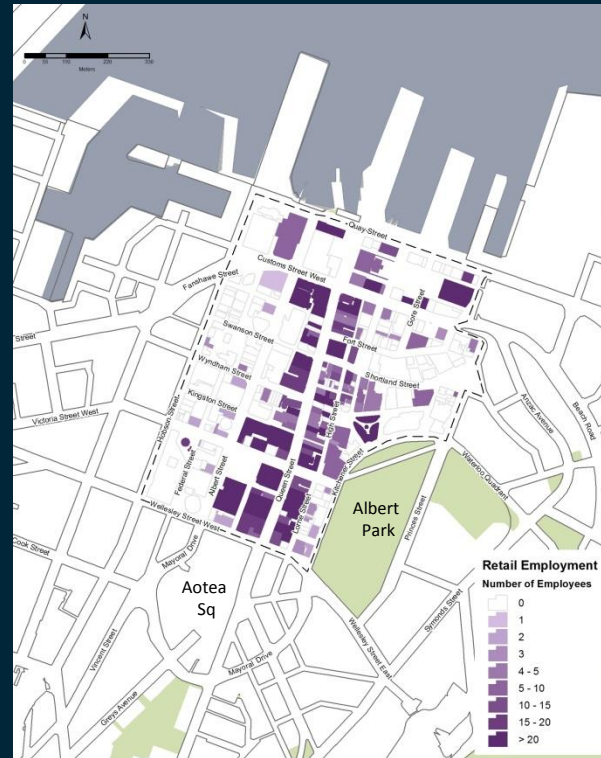 N
0
50
100
200
Meters
Quay Street
Customs Street West
Fanshawe Street
Gore Street
Swanson Street
Fort Street
Street
Wyndham Street
Shortland Street
Kingston Street
Victoria Street West
Hobson Street
High Street
Anzac Avenue
Beach Road
Federal Street
Albert Street
Queen Street
Kitchener Street
Waterloo Quadrant
Lorne Street
Albert
Park
Princes Street
Wellesley Street West
Cook Street
Mayoral Drive
Aotea
Sq
Symonds Street
Vincent Street
Wellesley Street East
Mayoral Drive
Greys Avenue
Retail Employment
Number of Employees
0
1
2
3
4 - 5
5 - 10
10 - 15
15 - 20
> 20